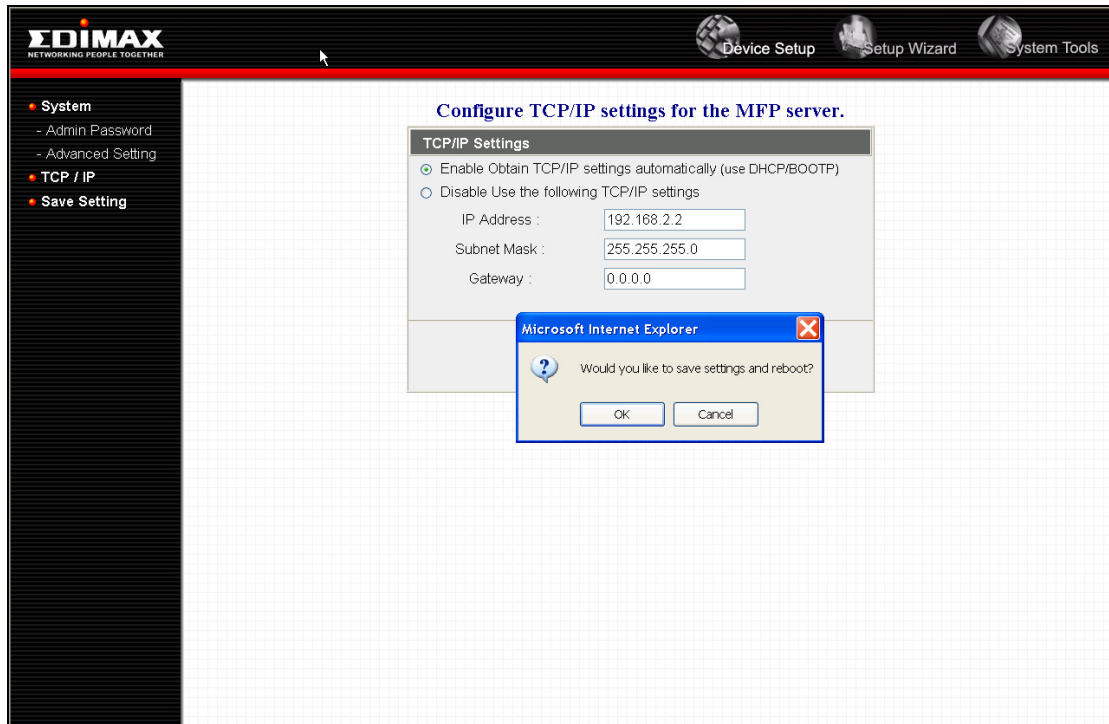 EDIMAX
NETWORKING PEOPLE TOGETHER
Device Setup
Setup Wizard
System Tools
System
- Admin Password
- Advanced Setting
TCP / IP
Save Setting
Configure TCP/IP settings for the MFP server.
TCP/IP Settings
Enable Obtain TCP/IP settings automatically (use DHCP/BOOTP)
Disable Use the following TCP/IP settings
IP Address : 192.168.2.2
Subnet Mask : 255.255.255.0
Gateway : 0.0.0.0
Microsoft Internet Explorer
Would you like to save settings and reboot?
OK Cancel